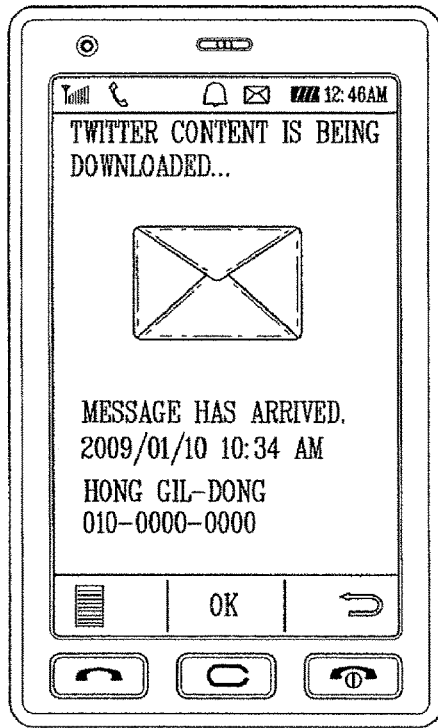 12:46AM
TWITTER CONTENT IS BEING
DOWNLOADED...
MESSAGE HAS ARRIVED.
2009/01/10 10:34 AM
HONG GIL-DONG
010-0000-0000
OK